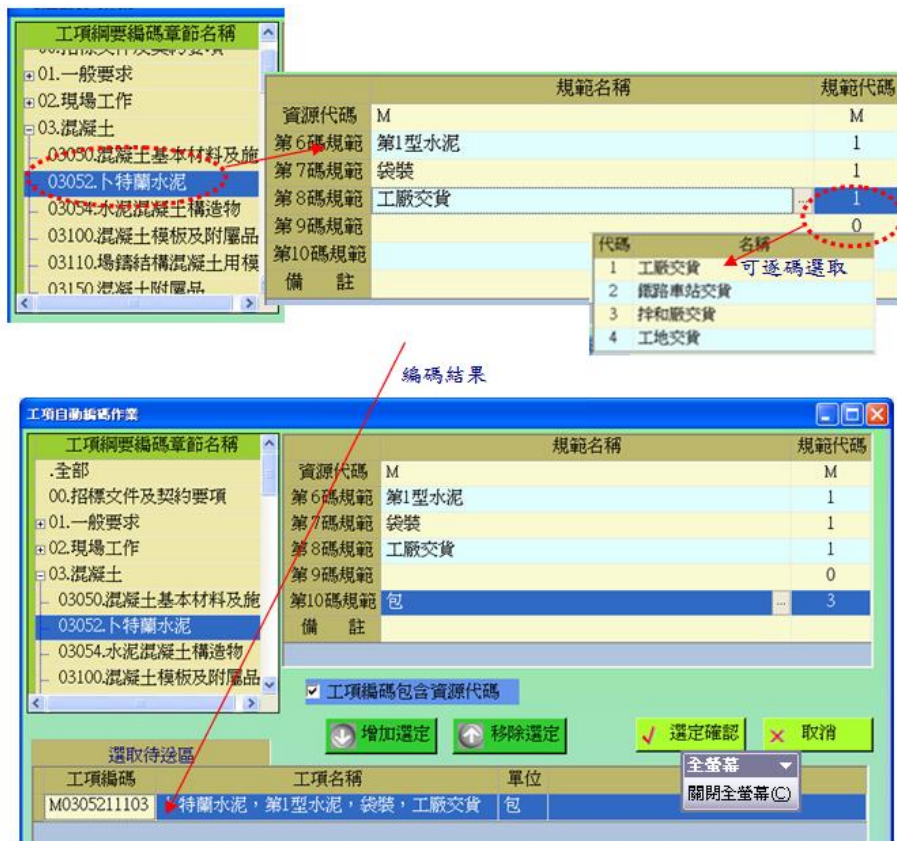 工項綱要編碼章節名稱
00.招標文件及契約要項
01.一般要求
02.現場工作
03.混凝土
03050.混凝土基本材料及施
03052.卜特蘭水泥
03054.水泥混凝土構造物
03100.混凝土模板及附屬品
03110.場鑄結構混凝土用模
03150.混凝土附屬品
規範名稱 規範代碼
資源代碼 M M
第6碼規範 第1型水泥 1
第7碼規範 袋裝 1
第8碼規範 工廠交貨 ... 1
第9碼規範 0
第10碼規範
備 註
代碼 名稱
1 工廠交貨
2 鐵路車站交貨
3 拌和廠交貨
4 工地交貨
可逐碼選取
編碼結果
工項自動編碼作業
工項綱要編碼章節名稱
.全部
00.招標文件及契約要項
01.一般要求
02.現場工作
03.混凝土
03050.混凝土基本材料及施
03052.卜特蘭水泥
03054.水泥混凝土構造物
03100.混凝土模板及附屬品
規範名稱 規範代碼
資源代碼 M M
第6碼規範 第1型水泥 1
第7碼規範 袋裝 1
第8碼規範 工廠交貨 1
第9碼規範 0
第10碼規範 包 ... 3
備 註
工項編碼包含資源代碼
增加選定 移除選定 選定確認 取消
全螢幕
關閉全螢幕(C)
選取待送區
工項編碼 工項名稱 單位
M0305211103 卜特蘭水泥，第1型水泥，袋裝，工廠交貨 包